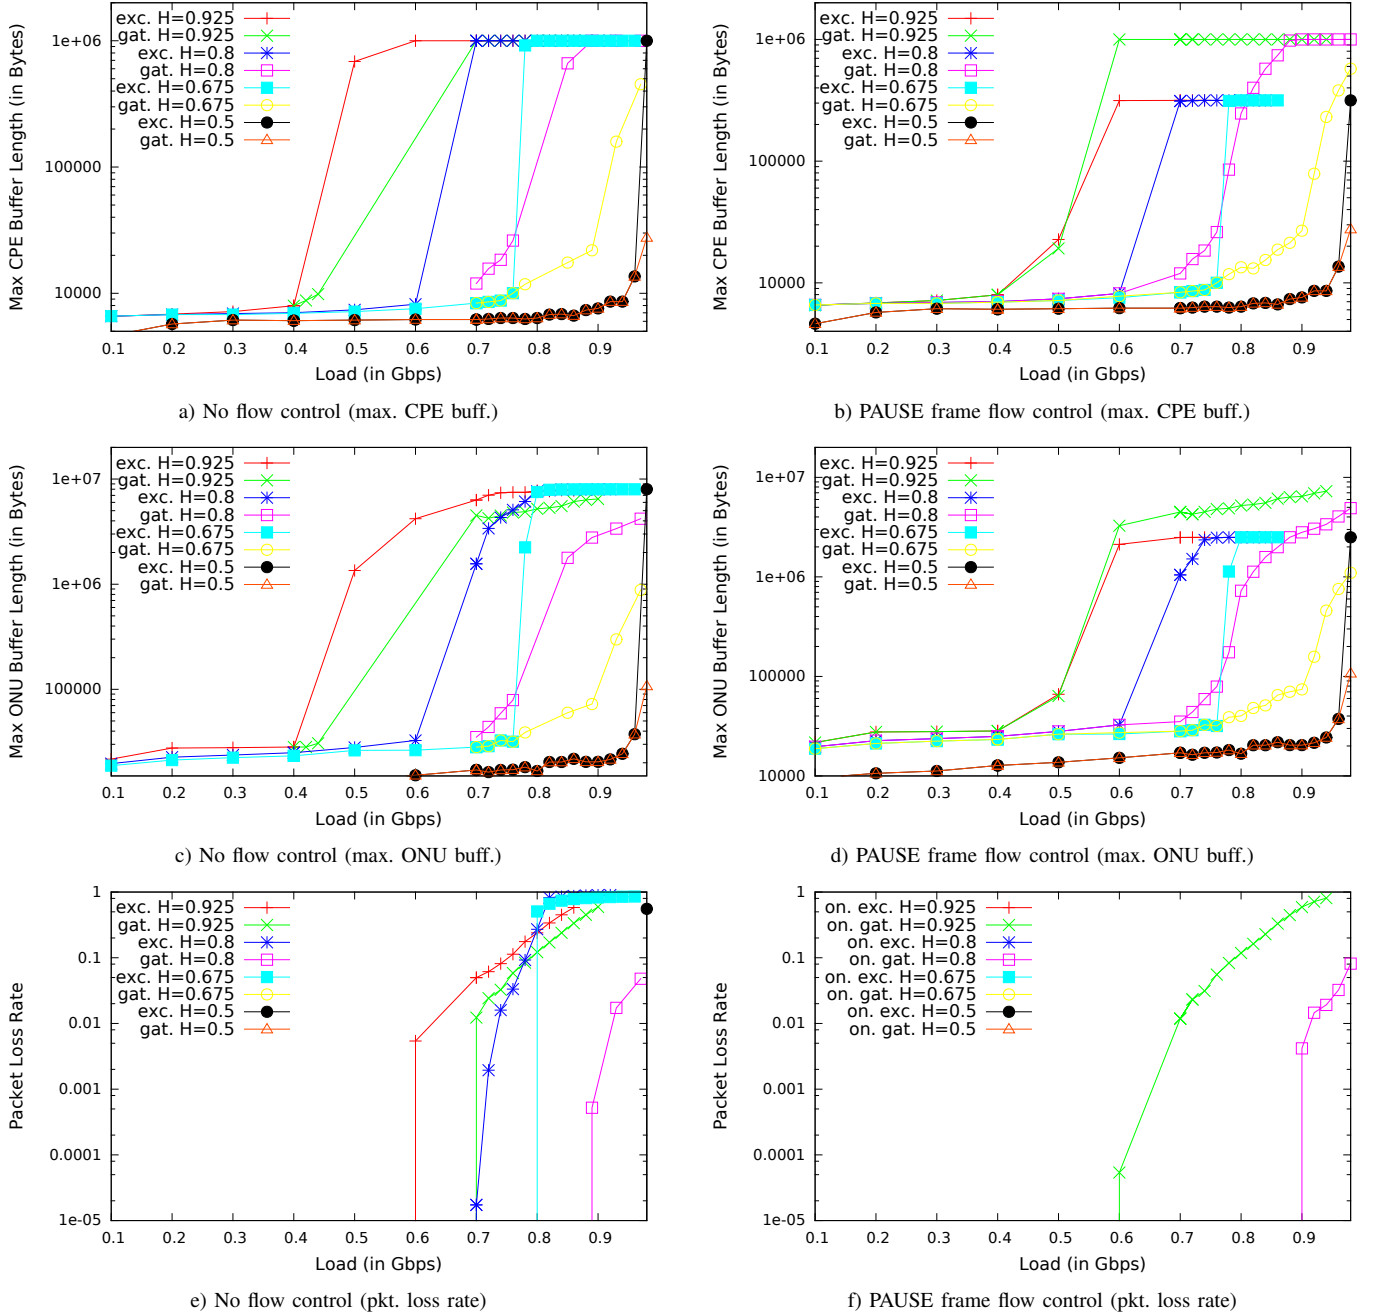 Max CPE Buffer Length (in Bytes)
1e+06
100000
10000
exc. H=0.925
gat. H=0.925
exc. H=0.8
gat. H=0.8
exc. H=0.675
gat. H=0.675
exc. H=0.5
gat. H=0.5
0.1 0.2 0.3 0.4 0.5 0.6 0.7 0.8 0.9
Load (in Gbps)
a) No flow control (max. CPE buff.)
Max CPE Buffer Length (in Bytes)
1e+06
100000
10000
exc. H=0.925
gat. H=0.925
exc. H=0.8
gat. H=0.8
exc. H=0.675
gat. H=0.675
exc. H=0.5
gat. H=0.5
0.1 0.2 0.3 0.4 0.5 0.6 0.7 0.8 0.9
Load (in Gbps)
b) PAUSE frame flow control (max. CPE buff.)
Max ONU Buffer Length (in Bytes)
1e+07
1e+06
100000
exc. H=0.925
gat. H=0.925
exc. H=0.8
gat. H=0.8
exc. H=0.675
gat. H=0.675
exc. H=0.5
gat. H=0.5
0.1 0.2 0.3 0.4 0.5 0.6 0.7 0.8 0.9
Load (in Gbps)
c) No flow control (max. ONU buff.)
Max ONU Buffer Length (in Bytes)
1e+07
1e+06
100000
10000
exc. H=0.925
gat. H=0.925
exc. H=0.8
gat. H=0.8
exc. H=0.675
gat. H=0.675
exc. H=0.5
gat. H=0.5
0.1 0.2 0.3 0.4 0.5 0.6 0.7 0.8 0.9
Load (in Gbps)
d) PAUSE frame flow control (max. ONU buff.)
Packet Loss Rate
1
0.1
0.01
0.001
0.0001
1e-05
exc. H=0.925
gat. H=0.925
exc. H=0.8
gat. H=0.8
exc. H=0.675
gat. H=0.675
exc. H=0.5
gat. H=0.5
0.1 0.2 0.3 0.4 0.5 0.6 0.7 0.8 0.9
Load (in Gbps)
e) No flow control (pkt. loss rate)
Packet Loss Rate
1
0.1
0.01
0.001
0.0001
1e-05
on. exc. H=0.925
on. gat. H=0.925
on. exc. H=0.8
on. gat. H=0.8
on. exc. H=0.675
on. gat. H=0.675
on. exc. H=0.5
on. gat. H=0.5
0.1 0.2 0.3 0.4 0.5 0.6 0.7 0.8 0.9
Load (in Gbps)
f) PAUSE frame flow control (pkt. loss rate)